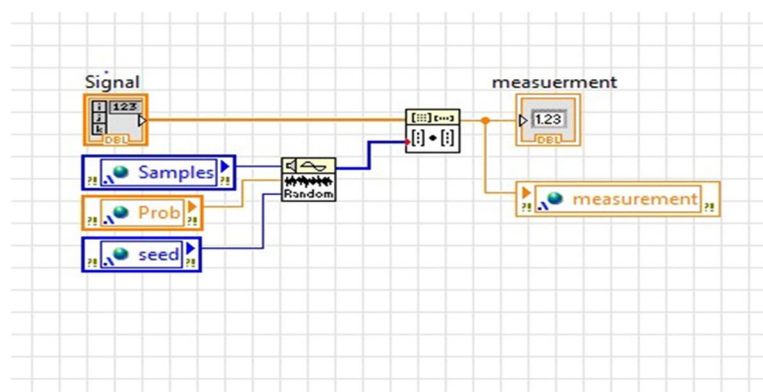 Signal
measuerment
i
j
k
123
DBL
1.23
DBL
Samples
Prob
seed
Random
measurement
?!
?!
?!
?!
?!
?!
?!
?!